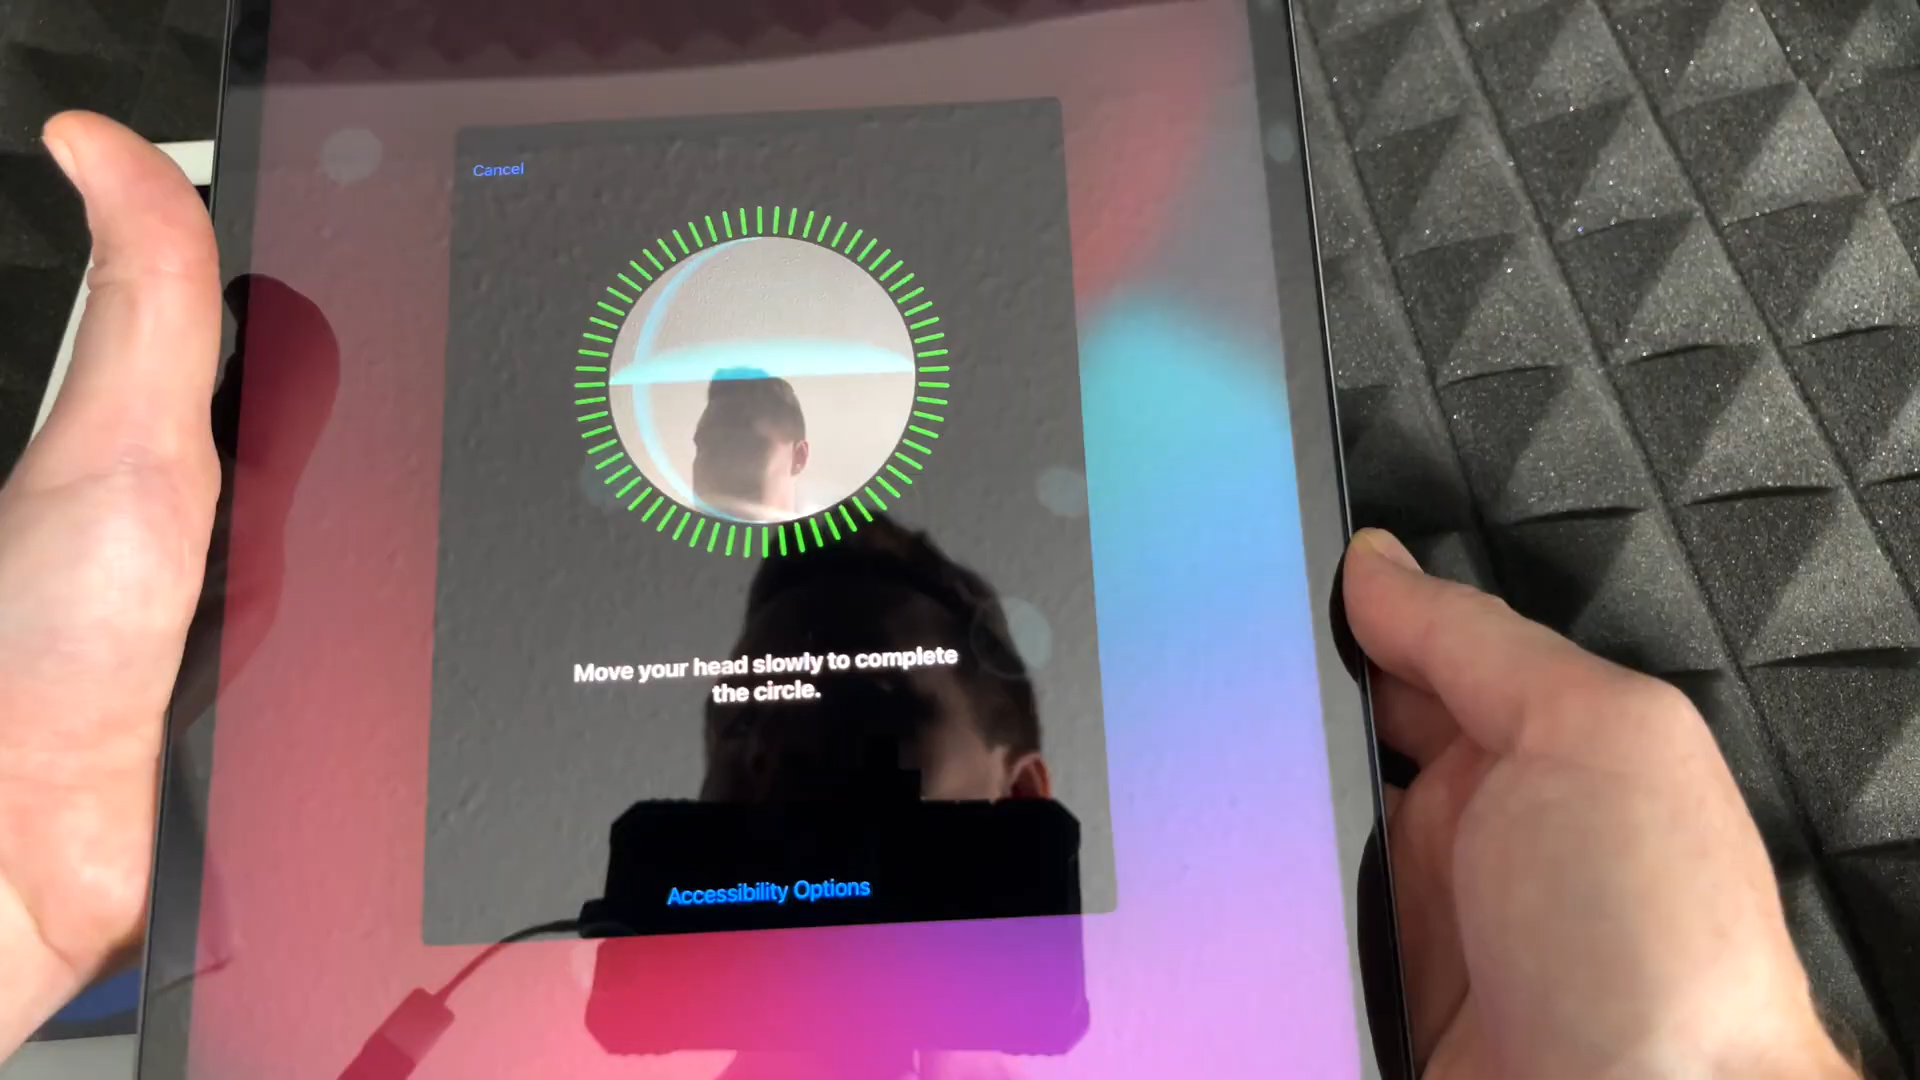 Cancel
Move your head slowly to complete
the circle.
Accessibility Options